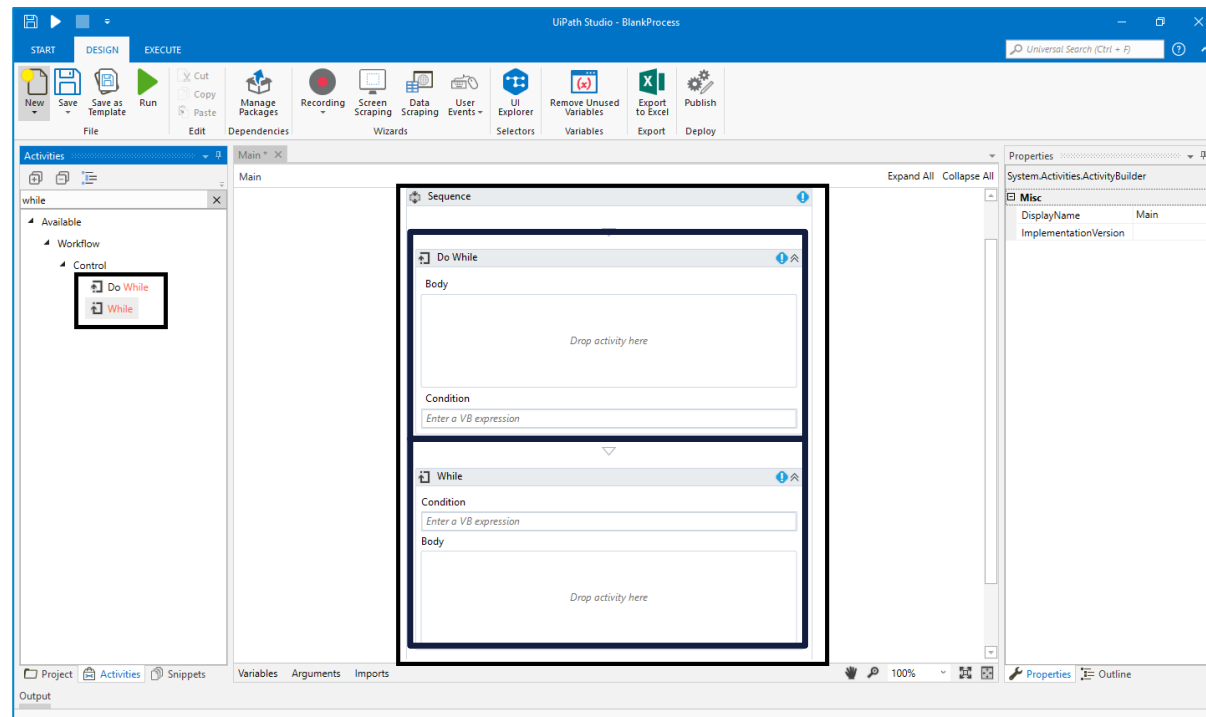 UiPath Studio - BlankProcess
START DESIGN EXECUTE
Universal Search (Ctrl + F)
New Save Save as Template Run
Cut
Copy
Paste
Manage Packages
Recording Screen Scraping Data Scraping User Events UI Explorer Remove Unused Variables Export to Excel Publish
File Edit Dependencies Wizards Selectors Variables Export Deploy
Activities
while
Available
Workflow
Control
Do While
While
Project Activities Snippets
Main *
Main Expand All Collapse All
Sequence
Do While
Body
Drop activity here
Condition
Enter a VB expression
While
Condition
Enter a VB expression
Body
Drop activity here
Variables Arguments Imports 100%
Properties
System.Activities.ActivityBuilder
Misc
DisplayName Main
ImplementationVersion
Properties Outline
Output